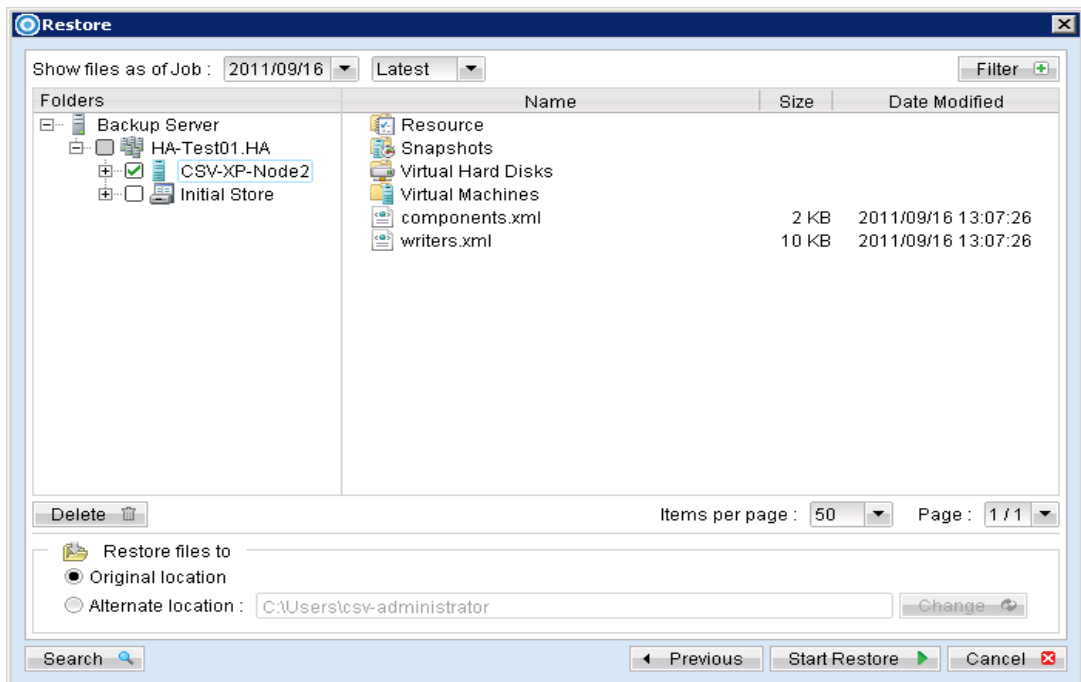 Restore
Show files as of Job : 2011/09/16 Latest Filter
Folders Name Size Date Modified
Backup Server Resource
HA-Test01.HA Snapshots
CSV-XP-Node2 Virtual Hard Disks
Initial Store Virtual Machines
components.xml 2 KB 2011/09/16 13:07:26
writers.xml 10 KB 2011/09/16 13:07:26
Delete Items per page : 50 Page : 1 / 1
Restore files to
Original location
Alternate location : C:\Users\csv-administrator Change
Search Previous Start Restore Cancel